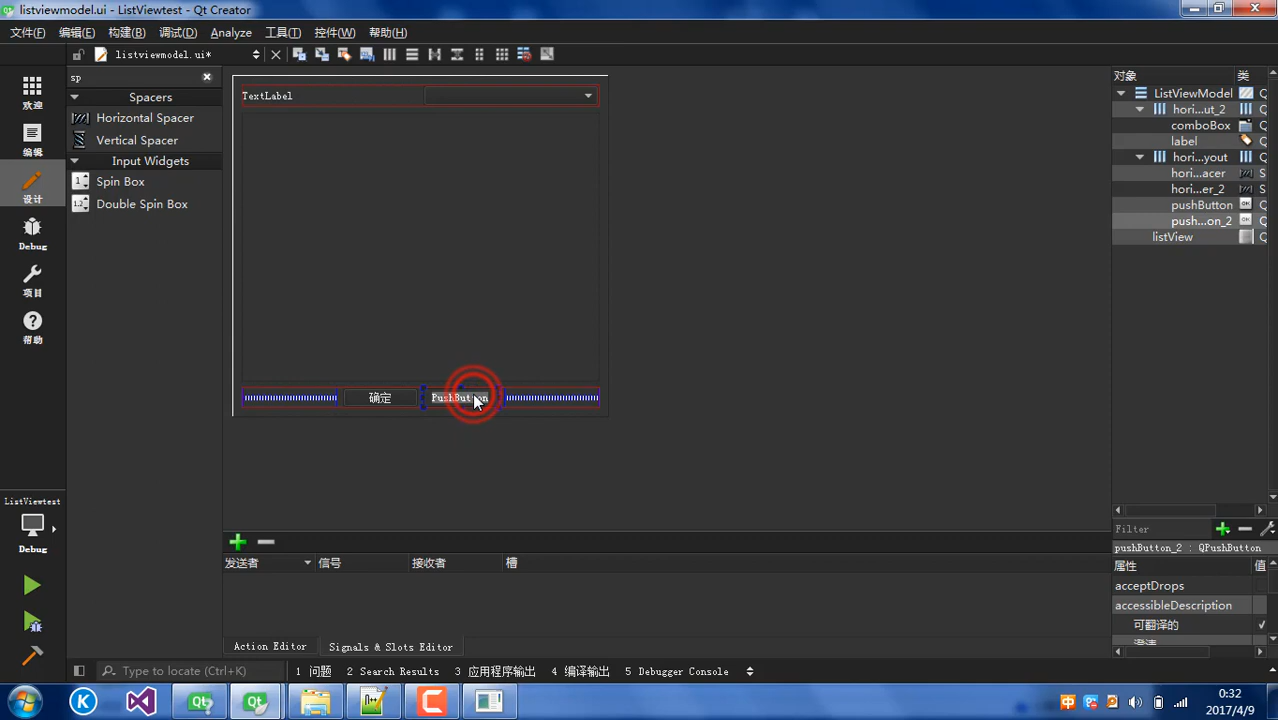 listviewmodel.ui - ListViewtest - Qt Creator
文件(F) 编辑(E) 构建(B) 调试(D) Analyze 工具(T) 控件(W) 帮助(H)
listviewmodel.ui*
欢迎
编辑
设计
Debug
项目
帮助
ListViewtest
Debug
sp
Spacers
Horizontal Spacer
Vertical Spacer
Input Widgets
Spin Box
Double Spin Box
TextLabel
确定
PushButton
对象 类
ListViewModel Q
hori...ut_2 Q
comboBox Q
label Q
hori...yout Q
hori...acer S
hori...er_2 S
pushButton Q
push...on_2 Q
listView Q
Filter
pushButton_2 : QPushButton
属性 值
acceptDrops
accessibleDescription
可翻译的
澄清
发送者 信号 接收者 槽
Action Editor Signals & Slots Editor
Type to locate (Ctrl+K) 1 问题 2 Search Results 3 应用程序输出 4 编译输出 5 Debugger Console
中
0:32
2017/4/9